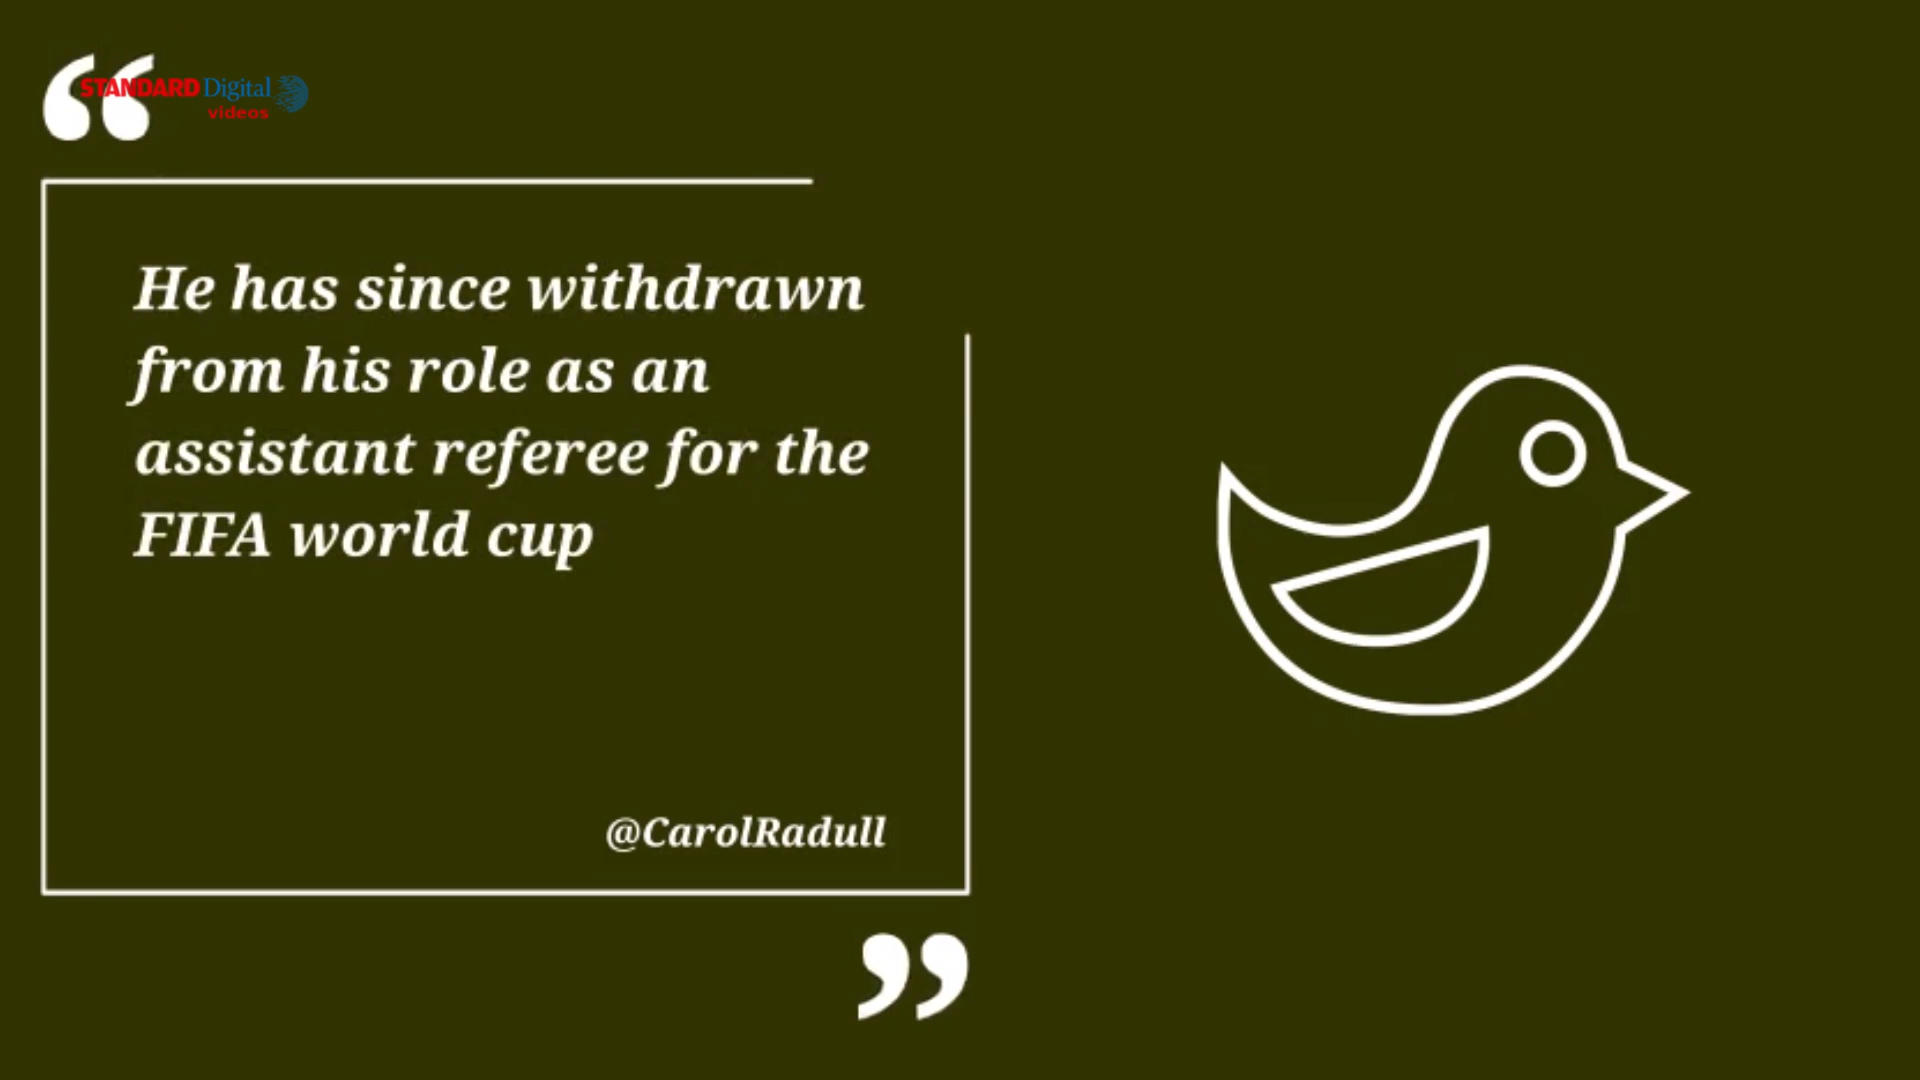 “
STANDARD Digital
videos
He has since withdrawn
from his role as an
assistant referee for the
FIFA world cup
@CarolRadull
”